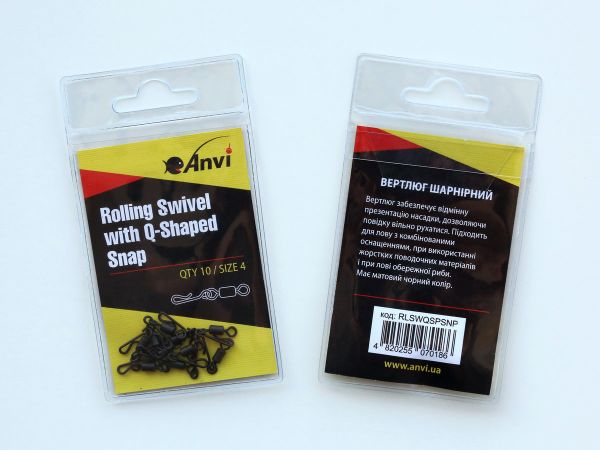 Anvi
Rolling Swivel
with Q-Shaped
Snap
QTY 10 / SIZE 4
ВЕРТЛЮГ ШАРНІРНИЙ
Вертлюг забезпечує відмінну
презентацію насадки, дозволяючи
повідку вільно рухатися. Підходить
для лову з комбінованими
оснащеннями, при використанні
жорстких поводочних матеріалів
і при лові обережної риби.
Має матовий чорний колір.
код: RLSWQSPSNP
4 820255 070186
www.anvi.ua